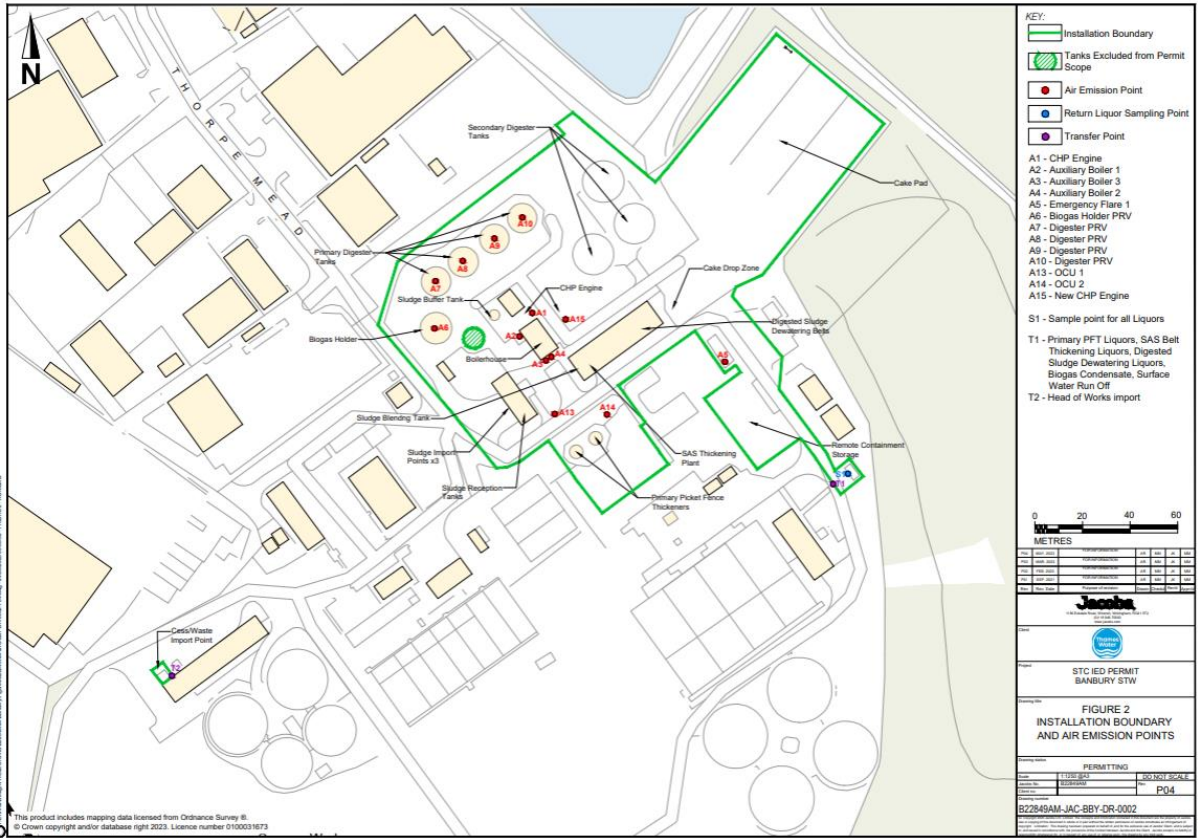 N
THORPE MEAD
Secondary Digester
Tanks
Cake Pad
Primary Digester
Tanks
A10
A9
A8
A7
Sludge Buffer Tank
CHP Engine
Cake Drop Zone
A6
A1
A15
A2
Digested Sludge
Dewatering Belts
Biogas Holder
Boilerhouse
A4
A3
A5
Sludge Blending Tank
A13
A14
Sludge Import
Points x3
SAS Thickening
Plant
Remote Containment
Storage
Sludge Reception
Tanks
Primary Picket Fence
Thickeners
S1
T1
Cess/Waste
Import Point
T2
This product includes mapping data licensed from Ordnance Survey ®.
© Crown copyright and/or database right 2023. Licence number 0100031673
KEY:
Installation Boundary
Tanks Excluded from Permit
Scope
Air Emission Point
Return Liquor Sampling Point
Transfer Point
A1 - CHP Engine
A2 - Auxiliary Boiler 1
A3 - Auxiliary Boiler 3
A4 - Auxiliary Boiler 2
A5 - Emergency Flare 1
A6 - Biogas Holder PRV
A7 - Digester PRV
A8 - Digester PRV
A9 - Digester PRV
A10 - Digester PRV
A13 - OCU 1
A14 - OCU 2
A15 - New CHP Engine
S1 - Sample point for all Liquors
T1 - Primary PFT Liquors, SAS Belt
Thickening Liquors, Digested
Sludge Dewatering Liquors,
Biogas Condensate, Surface
Water Run Off
T2 - Head of Works import
0 20 40 60
METRES
Jacobs
Client
Thames
Water
Project
STC IED PERMIT
BANBURY STW
FIGURE 2
INSTALLATION BOUNDARY
AND AIR EMISSION POINTS
Drawing status
PERMITTING
Scale 1:1250 @A3 DO NOT SCALE
P04
Drawing number
B22849AM-JAC-BBY-DR-0002